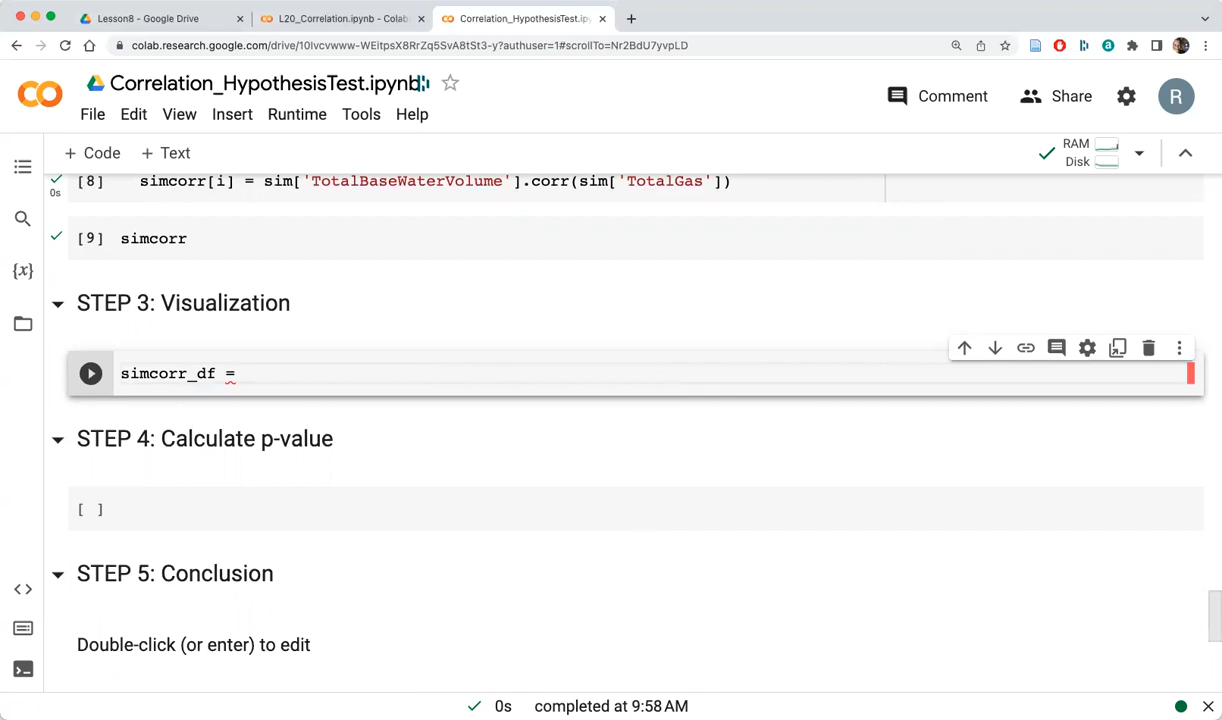 Lesson8 - Google Drive
L20_Correlation.ipynb - Colab
Correlation_HypothesisTest.ipy
colab.research.google.com/drive/10Ivcvwww-WEitpsX8RrZq5SvA8tSt3-y?authuser=1#scrollTo=Nr2BdU7yvpLD
Correlation_HypothesisTest.ipynb
Comment
Share
R
File Edit View Insert Runtime Tools Help
+ Code + Text
RAM
Disk
[8] simcorr[i] = sim['TotalBaseWaterVolume'].corr(sim['TotalGas'])
0s
[9] simcorr
{x}
STEP 3: Visualization
simcorr_df =
STEP 4: Calculate p-value
[ ]
STEP 5: Conclusion
Double-click (or enter) to edit
0s completed at 9:58 AM